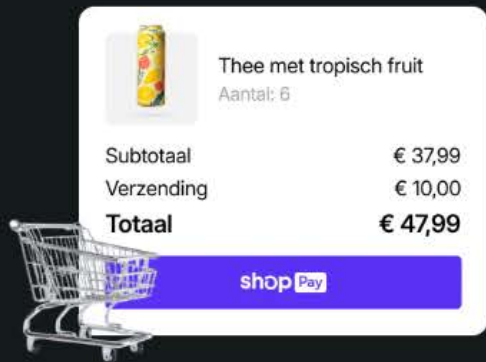 Thee met tropisch fruit
Aantal: 6
Subtotaal € 37,99
Verzending € 10,00
Totaal € 47,99
shop Pay